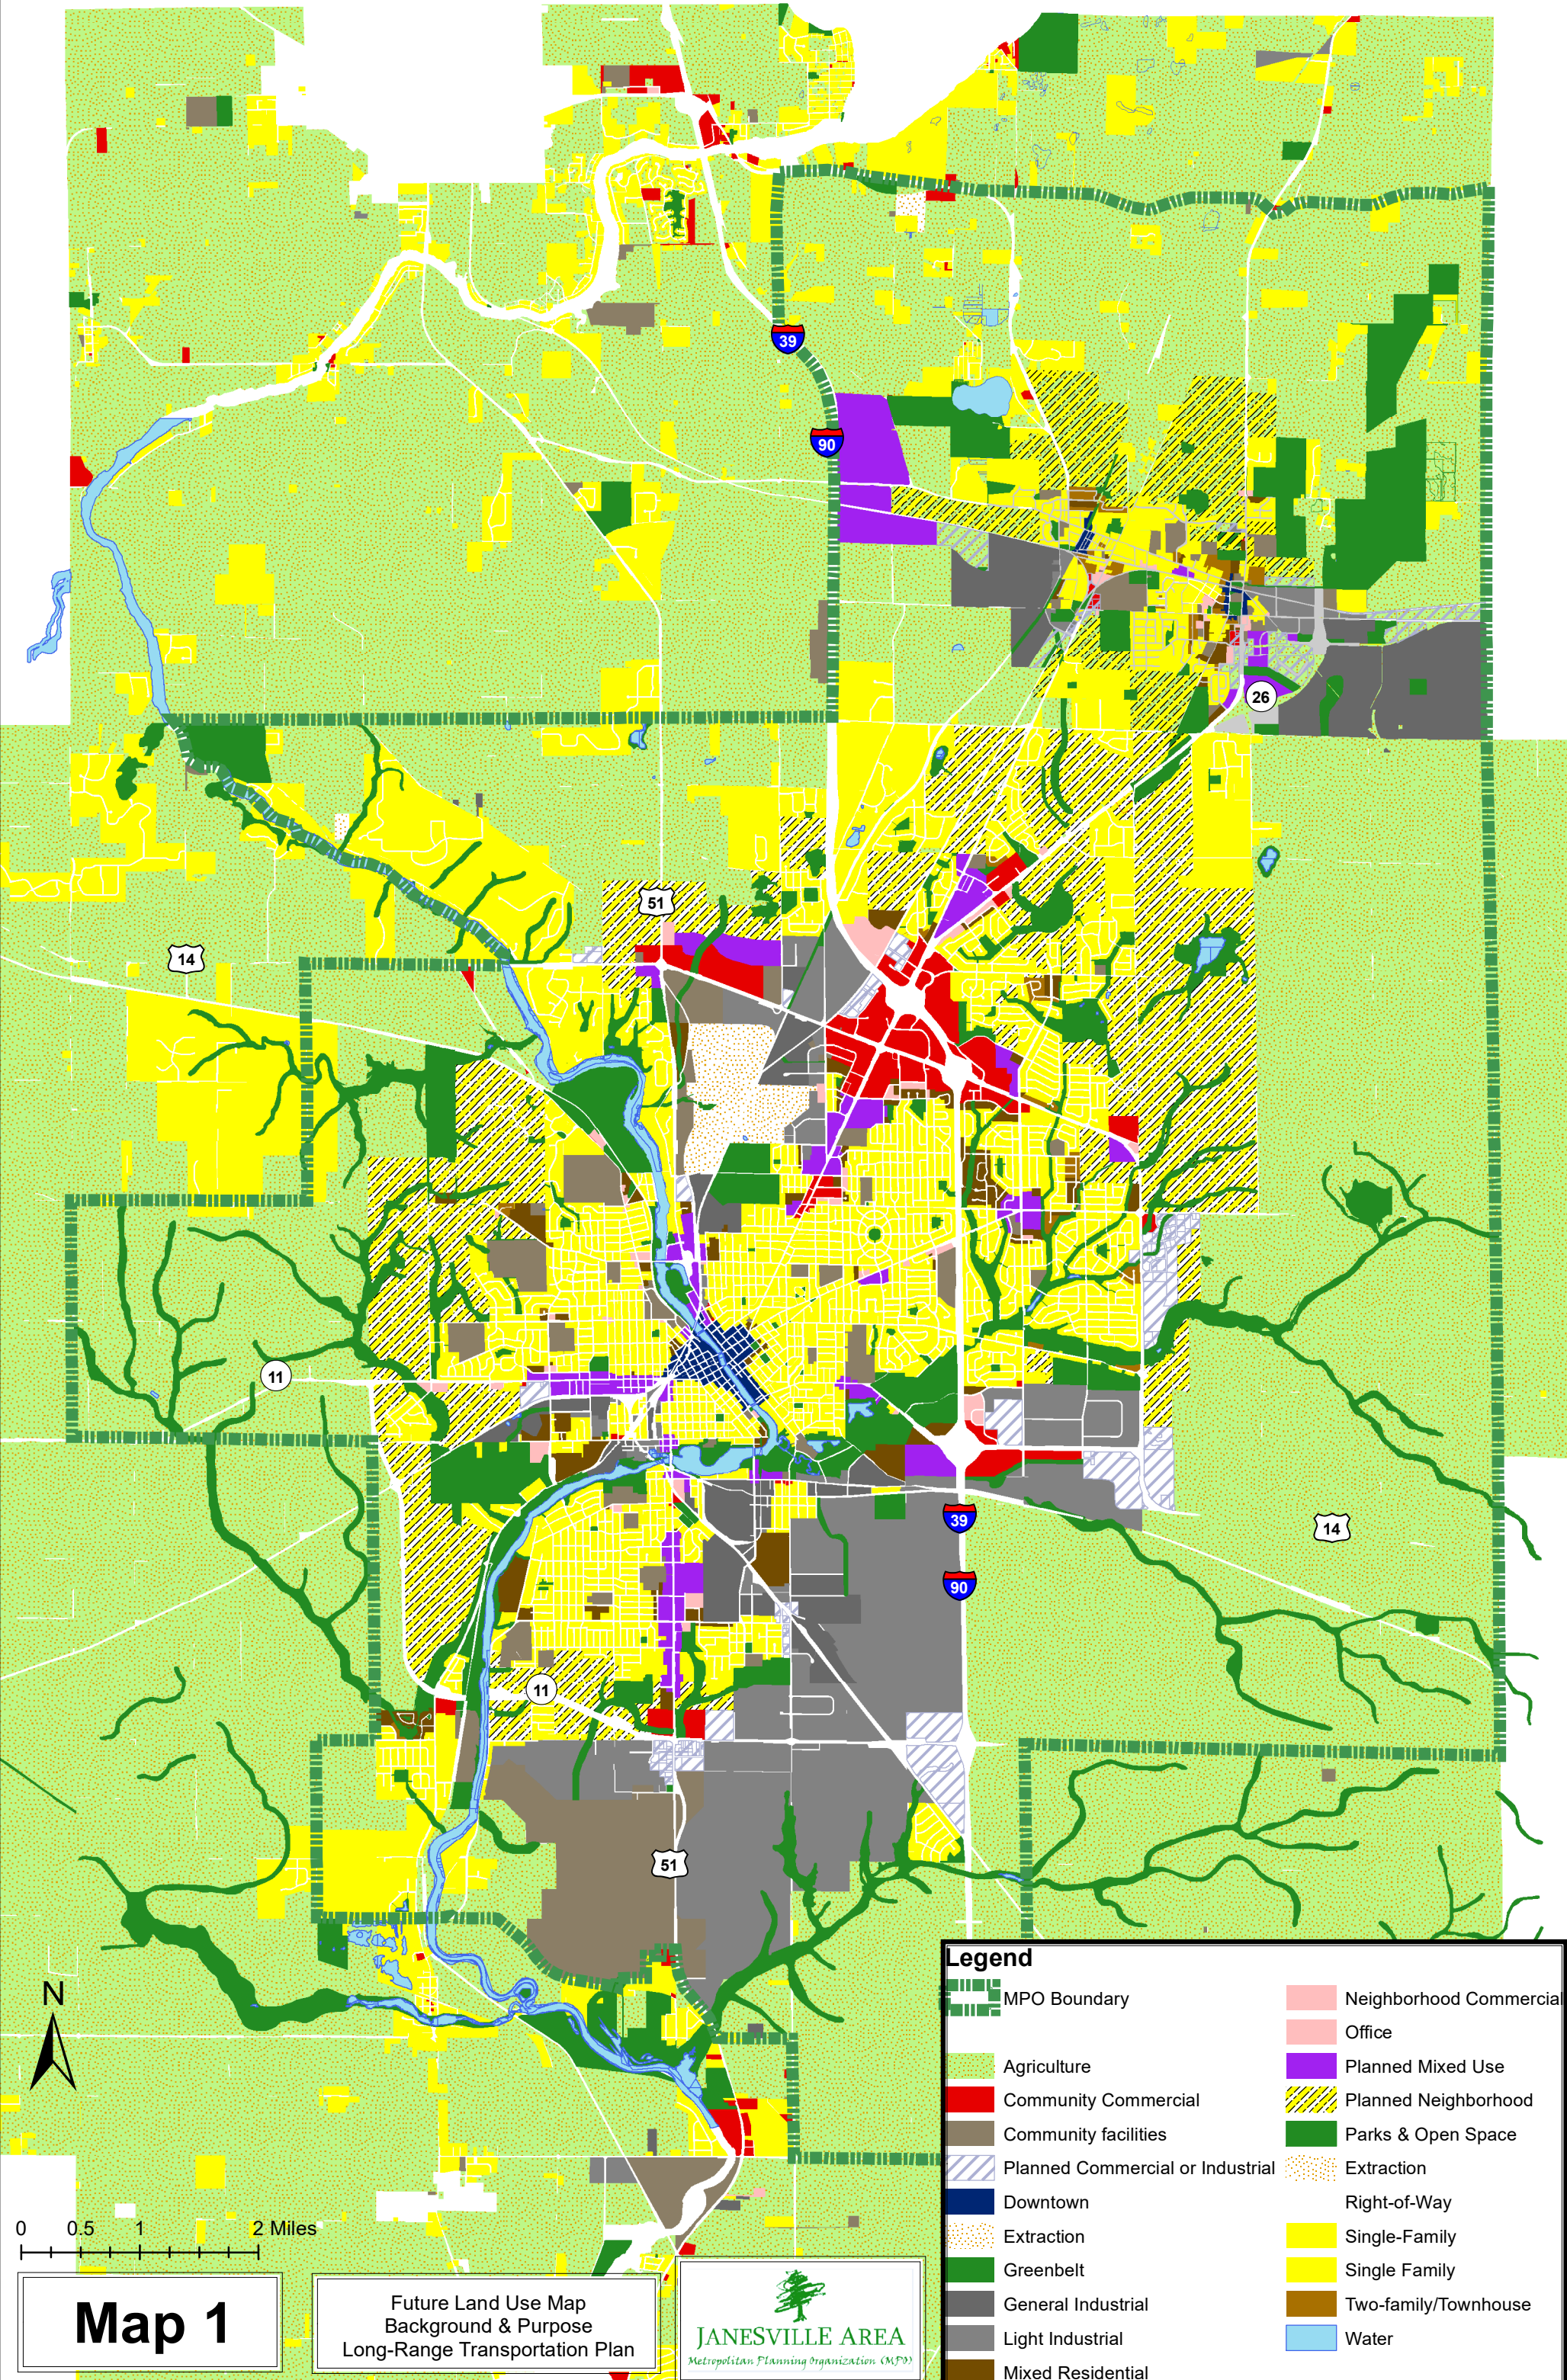 39
90
26
51
14
11
39
14
90
11
51
N
0 0.5 1 2 Miles
Map 1
Future Land Use Map
Background & Purpose
Long-Range Transportation Plan
JANESVILLE AREA
Metropolitan Planning Organization (MPO)
Legend
MPO Boundary
Agriculture
Community Commercial
Community facilities
Planned Commercial or Industrial
Downtown
Extraction
Greenbelt
General Industrial
Light Industrial
Mixed Residential
Neighborhood Commercial
Office
Planned Mixed Use
Planned Neighborhood
Parks & Open Space
Extraction
Right-of-Way
Single-Family
Single Family
Two-family/Townhouse
Water